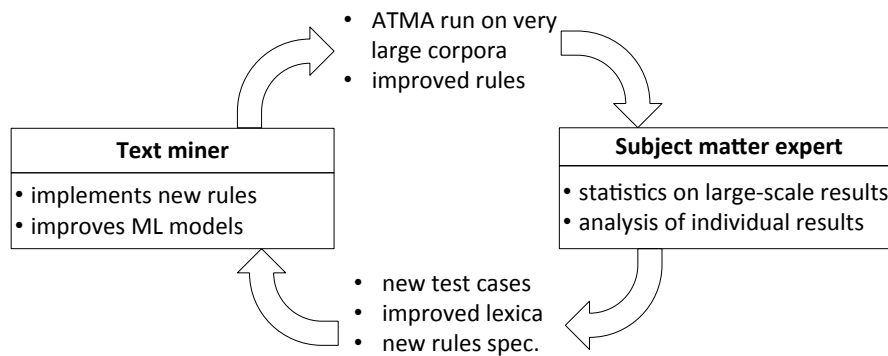 • ATMA run on very
large corpora
• improved rules
Text miner
• implements new rules
• improves ML models
Subject matter expert
• statistics on large-scale results
• analysis of individual results
• new test cases
• improved lexica
• new rules spec.